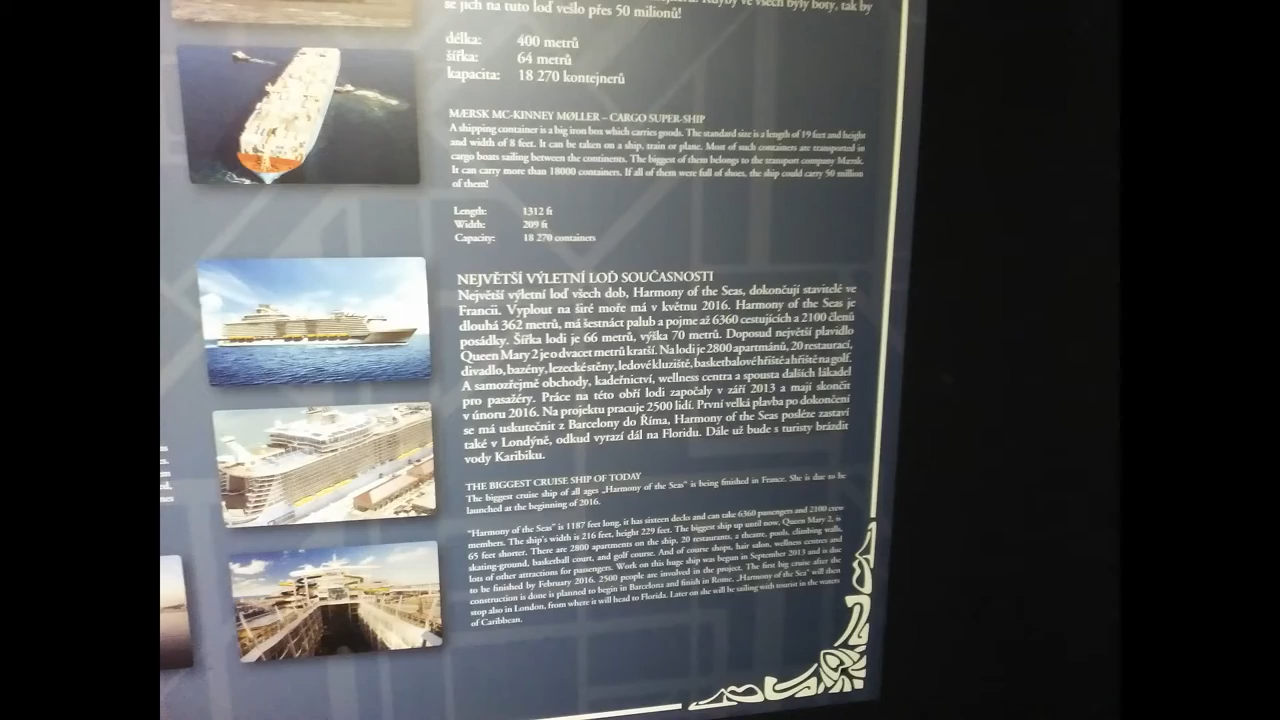 se jich na tuto loď vešlo přes 50 milionů!
délka: 400 metrů
šířka: 64 metrů
kapacita: 18 270 kontejnerů
MÆRSK MC-KINNEY MØLLER – CARGO SUPER-SHIP
A shipping container is a big iron box which carries goods. The standard size is a length of 19 feet and height
and width of 8 feet. It can be taken on a ship, train or plane. Most of such containers are transported in
cargo boats sailing between the continents. The biggest of them belongs to the transport company Mærsk.
It can carry more than 18000 containers. If all of them were full of shoes, the ship could carry 50 million
of them!
Length: 1312 ft
Width: 209 ft
Capacity: 18 270 containers
NEJVĚTŠÍ VÝLETNÍ LOĎ SOUČASNOSTI
Největší výletní loď všech dob, Harmony of the Seas, dokončují stavitelé ve
Francii. Vyplout na širé moře má v květnu 2016. Harmony of the Seas je
dlouhá 362 metrů, má šestnáct palub a pojme až 6360 cestujících a 2100 členů
posádky. Šířka lodi je 66 metrů, výška 70 metrů. Doposud největší plavidlo
Queen Mary 2 je o dvacet metrů kratší. Na lodi je 2800 apartmánů, 20 restaurací,
divadlo, bazény, lezecké stěny, ledové kluziště, basketbalové hřiště a hřiště na golf.
A samozřejmě obchody, kadeřnictví, wellness centra a spousta dalších lákadel
pro pasažéry. Práce na této obří lodi započaly v září 2013 a mají skončit
v únoru 2016. Na projektu pracuje 2500 lidí. První velká plavba po dokončení
se má uskutečnit z Barcelony do Říma, Harmony of the Seas posléze zastaví
také v Londýně, odkud vyrazí dál na Floridu. Dále už bude s turisty brázdit
vody Karibiku.
THE BIGGEST CRUISE SHIP OF TODAY
The biggest cruise ship of all ages „Harmony of the Seas“ is being finished in France. She is due to be
launched at the beginning of 2016.
"Harmony of the Seas" is 1187 feet long, it has sixteen decks and can take 6360 passengers and 2100 crew
members. The ship's width is 216 feet, height 229 feet. The biggest ship up until now, Queen Mary 2, is
65 feet shorter. There are 2800 apartments on the ship, 20 restaurants, a theatre, pools, climbing walls,
skating-ground, basketball court, and golf course. And of course shops, hair salon, wellness centres and
lots of other attractions for passengers. Work on this huge ship was begun in September 2013 and is due
to be finished by February 2016. 2500 people are involved in the project. The first big cruise after the
construction is done is planned to begin in Barcelona and finish in Rome. „Harmony of the Sea“ will then
stop also in London, from where it will head to Florida. Later on she will be sailing with tourist in the waters
of Caribbean.